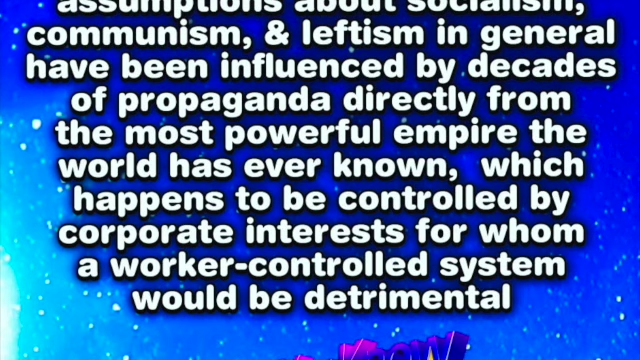 assumptions about socialism,
communism, & leftism in general
have been influenced by decades
of propaganda directly from
the most powerful empire the
world has ever known,  which
happens to be controlled by
corporate interests for whom
a worker-controlled system
would be detrimental